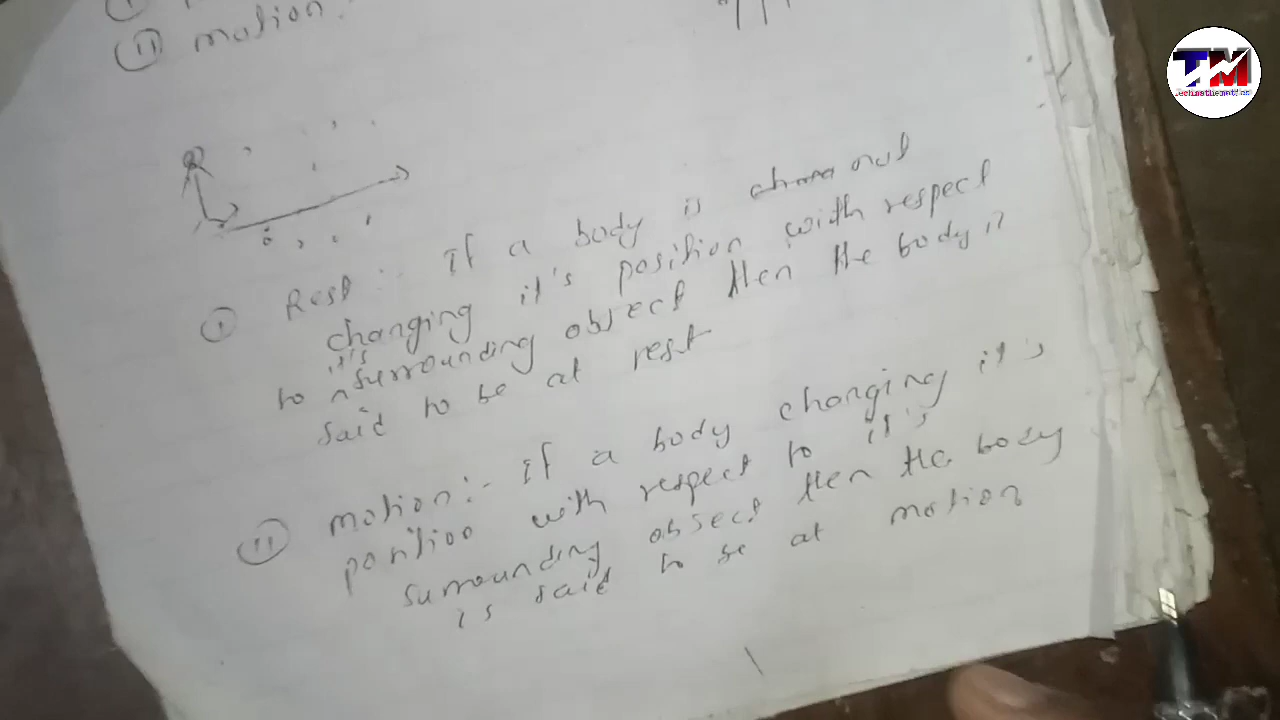 (ii) motion:
(i) Rest :- If a body is not
changing it's position with respect
to it's surrounding object then the body is
said to be at rest
(ii) motion :- If a body changing it's
position with respect to it's
surrounding object then the body
is said to be at motion
TM
Techmathematics